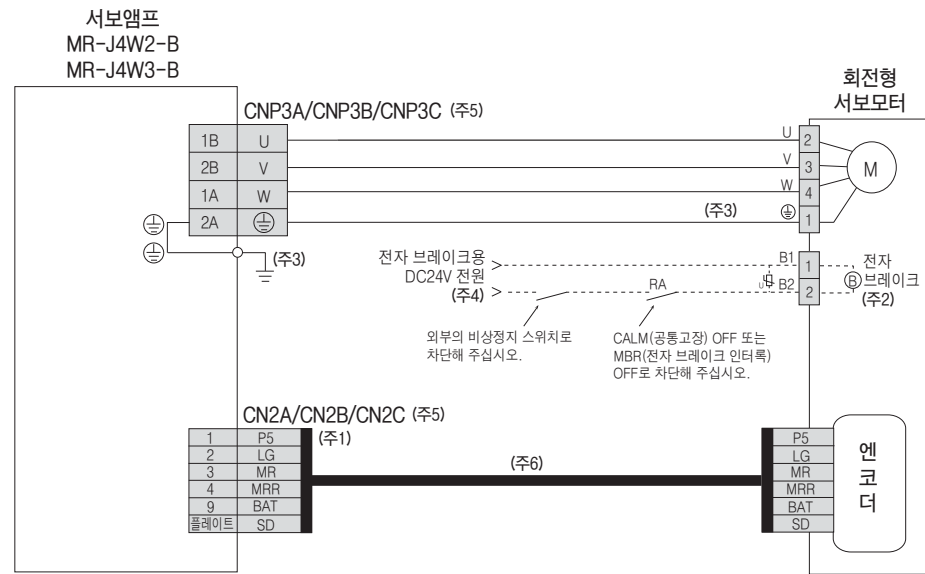 서보앰프
MR-J4W2-B
MR-J4W3-B
회전형
서보모터
CNP3A/CNP3B/CNP3C (주5)
1B U
2B V
1A W
2A
U 2
V 3
W 4
(주3) 1
M
(주3)
전자 브레이크용
DC24V 전원
(주4)
RA
B1 1
U B2 2
B
전자
브레이크
(주2)
외부의 비상정지 스위치로
차단해 주십시오.
CALM(공통고장) OFF 또는
MBR(전자 브레이크 인터록)
OFF로 차단해 주십시오.
CN2A/CN2B/CN2C (주5)
(주1)
1 P5
2 LG
3 MR
4 MRR
9 BAT
플레이트 SD
(주6)
P5
LG
MR
MRR
BAT
SD
엔
코
더